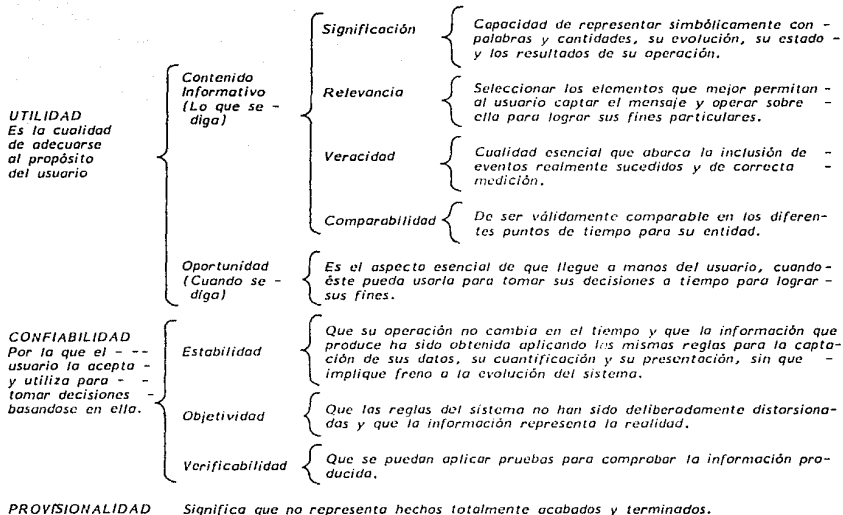 UTILIDAD
Es la cualidad
de adecuarse
al propósito
del usuario
Contenido
Informativo
(Lo que se -
diga)
Significación
Capacidad de representar simbólicamente con -
palabras y cantidades, su evolución, su estado -
y los resultados de su operación.
Relevancia
Seleccionar los elementos que mejor permitan -
al usuario captar el mensaje y operar sobre -
ella para lograr sus fines particulares.
Veracidad
Cualidad esencial que abarca la inclusión de -
eventos realmente sucedidos y de correcta -
medición.
Comparabilidad
De ser válidamente comparable en los diferen-
tes puntos de tiempo para su entidad.
Oportunidad
(Cuando se -
diga)
Es el aspecto esencial de que llegue a manos del usuario, cuando -
éste pueda usarla para tomar sus decisiones a tiempo para lograr -
sus fines.
CONFIABILIDAD
Por la que el - --
usuario la acepta -
y utiliza para - -
tomar decisiones -
basandose en ella.
Estabilidad
Que su operación no cambia en el tiempo y que la información que
produce ha sido obtenida aplicando las mismas reglas para la capta-
ción de sus datos, su cuantificación y su presentación, sin que -
implique freno a la evolución del sistema.
Objetividad
Que las reglas del sistema no han sido deliberadamente distorsiona-
das y que la información representa la realidad.
Verificabilidad
Que se puedan aplicar pruebas para comprobar la información pro-
ducida.
PROVISIONALIDAD Significa que no representa hechos totalmente acabados y terminados.